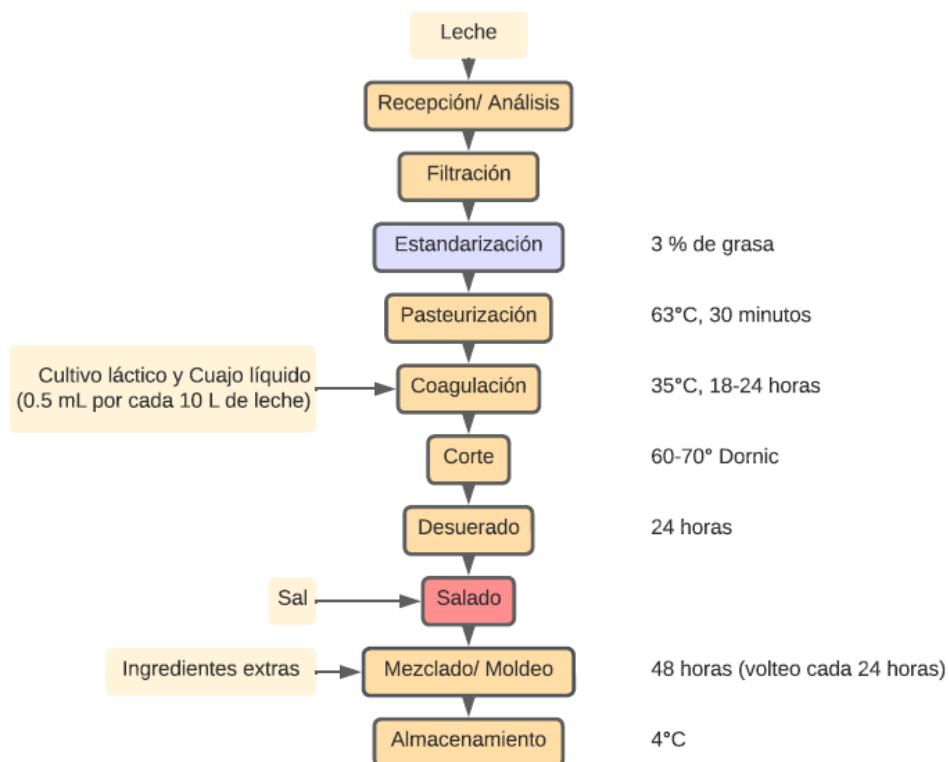 Leche
Recepción/ Análisis
Filtración
Estandarización
3 % de grasa
Pasteurización
63°C, 30 minutos
Cultivo láctico y Cuajo líquido
(0.5 mL por cada 10 L de leche)
Coagulación
35°C, 18-24 horas
Corte
60-70° Dornic
Desuerado
24 horas
Sal
Salado
Ingredientes extras
Mezclado/ Moldeo
48 horas (volteo cada 24 horas)
Almacenamiento
4°C